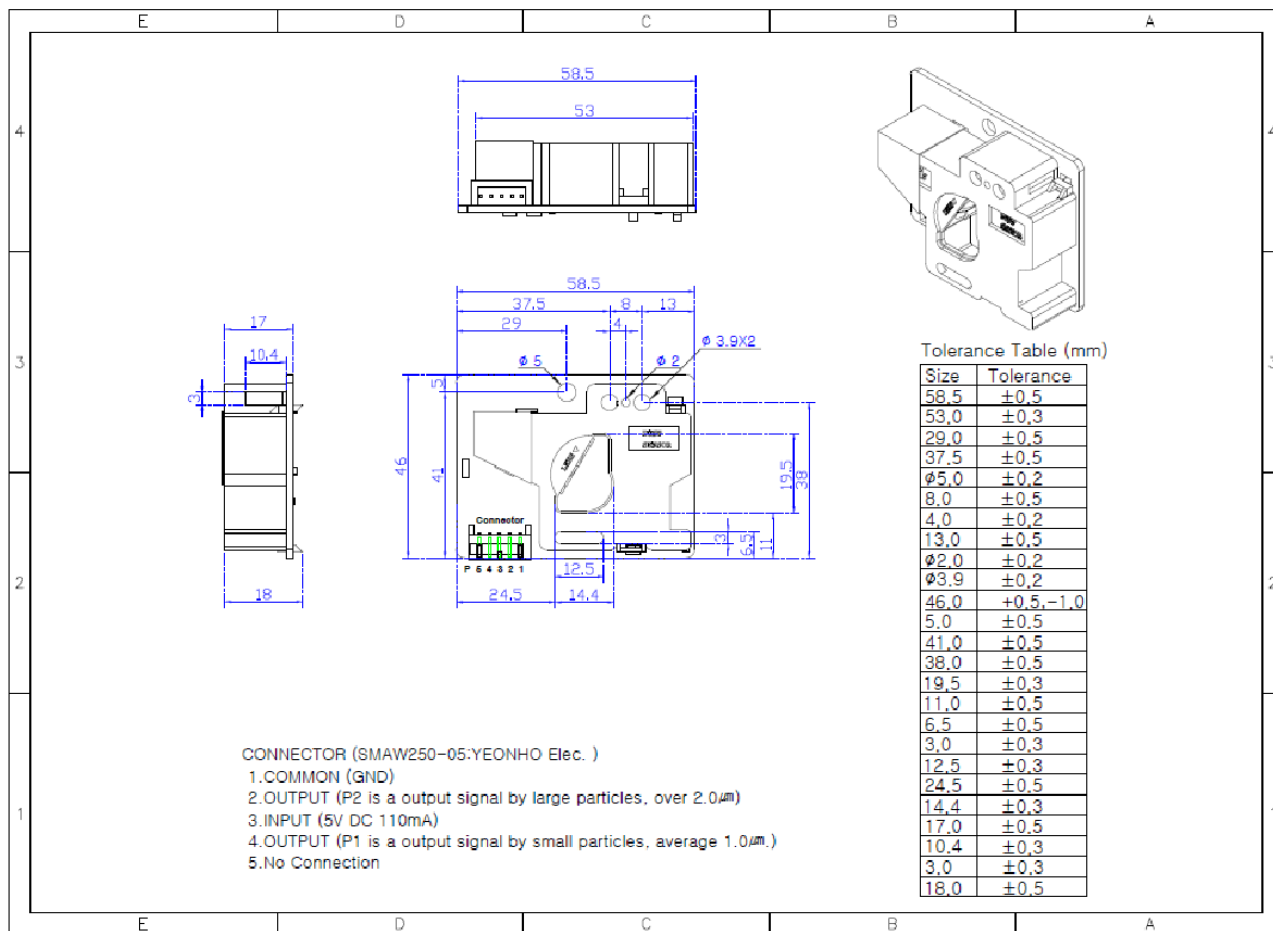 E D C B A
4 4
3 3
2 2
1
58.5
53
58.5
37.5 8 13
29 4
ø 3.9X2
ø 5 ø 2
17
10.4
3
18
5
46
41
19.5
38
3
6.5
11
Connector
P 5 4 3 2 1
12.5
24.5 14.4
Tolerance Table (mm)
Size Tolerance
58.5 ±0.5
53.0 ±0.3
29.0 ±0.5
37.5 ±0.5
ø5.0 ±0.2
8.0 ±0.5
4.0 ±0.2
13.0 ±0.5
ø2.0 ±0.2
ø3.9 ±0.2
46.0 +0.5,-1.0
5.0 ±0.5
41.0 ±0.5
38.0 ±0.5
19.5 ±0.3
11.0 ±0.5
6.5 ±0.5
3.0 ±0.3
12.5 ±0.3
24.5 ±0.5
14.4 ±0.3
17.0 ±0.5
10.4 ±0.3
3.0 ±0.3
18.0 ±0.5
CONNECTOR (SMAW250-05:YEONHO Elec. )
1.COMMON (GND)
2.OUTPUT (P2 is a output signal by large particles, over 2.0㎛)
3.INPUT (5V DC 110mA)
4.OUTPUT (P1 is a output signal by small particles, average 1.0㎛.)
5.No Connection
E D C B A